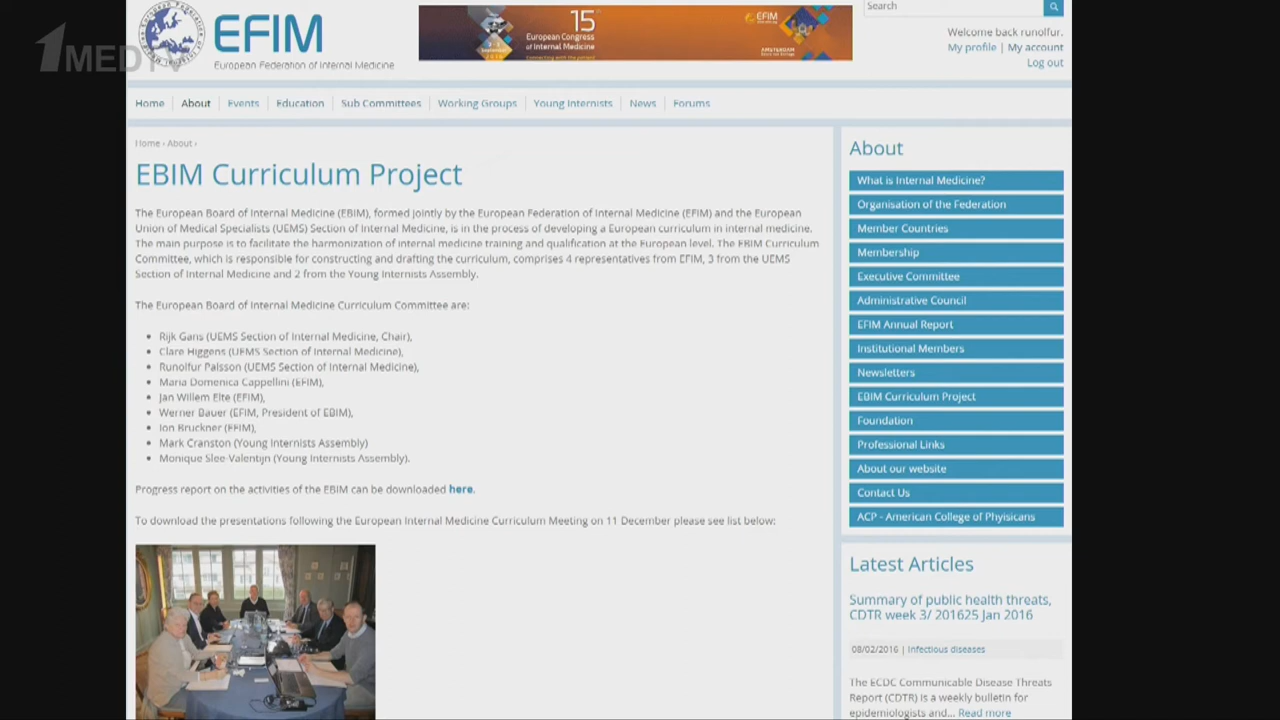 1MEDTV
EFIM
European Federation of Internal Medicine
15th
European Congress
of Internal Medicine
EFIM
AMSTERDAM
Search
Welcome back runolfur.
My profile | My account
Log out
Home
About
Events
Education
Sub Committees
Working Groups
Young Internists
News
Forums
Home › About ›
EBIM Curriculum Project
The European Board of Internal Medicine (EBIM), formed jointly by the European Federation of Internal Medicine (EFIM) and the European
Union of Medical Specialists (UEMS) Section of Internal Medicine, is in the process of developing a European curriculum in internal medicine.
The main purpose is to facilitate the harmonization of internal medicine training and qualification at the European level. The EBIM Curriculum
Committee, which is responsible for constructing and drafting the curriculum, comprises 4 representatives from EFIM, 3 from the UEMS
Section of Internal Medicine and 2 from the Young Internists Assembly.
The European Board of Internal Medicine Curriculum Committee are:
• Rijk Gans (UEMS Section of Internal Medicine, Chair),
• Clare Higgens (UEMS Section of Internal Medicine),
• Runolfur Palsson (UEMS Section of Internal Medicine),
• Maria Domenica Cappellini (EFIM),
• Jan Willem Elte (EFIM),
• Werner Bauer (EFIM, President of EBIM),
• Ion Bruckner (EFIM),
• Mark Cranston (Young Internists Assembly)
• Monique Slee-Valentijn (Young Internists Assembly).
Progress report on the activities of the EBIM can be downloaded here.
To download the presentations following the European Internal Medicine Curriculum Meeting on 11 December please see list below:
About
What is Internal Medicine?
Organisation of the Federation
Member Countries
Membership
Executive Committee
Administrative Council
EFIM Annual Report
Institutional Members
Newsletters
EBIM Curriculum Project
Foundation
Professional Links
About our website
Contact Us
ACP - American College of Phyisicans
Latest Articles
Summary of public health threats,
CDTR week 3/ 201625 Jan 2016
08/02/2016 | Infectious diseases
The ECDC Communicable Disease Threats
Report (CDTR) is a weekly bulletin for
epidemiologists and... Read more